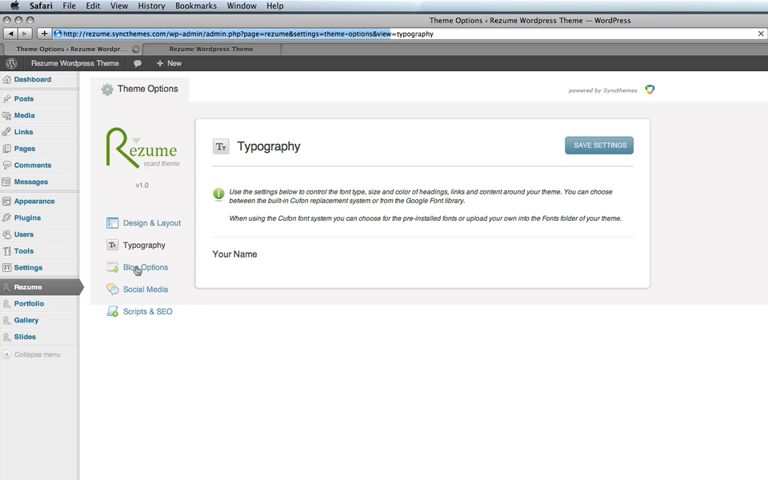 Safari File Edit View History Bookmarks Window Help
Theme Options ‹ Rezume Wordpress Theme — WordPress
http://rezume.syncthemes.com/wp-admin/admin.php?page=rezume&settings=theme-options&view=typography
Theme Options ‹ Rezume Wordpr...
Rezume Wordpress Theme
Rezume Wordpress Theme
+ New
Dashboard
Posts
Media
Links
Pages
Comments
Messages
Appearance
Plugins
Users
Tools
Settings
Rezume
Portfolio
Gallery
Slides
Collapse menu
Theme Options
powered by Syncthemes
Rezume
vcard theme
v1.0
Design & Layout
Typography
Blog Options
Social Media
Scripts & SEO
Tт Typography
SAVE SETTINGS
Use the settings below to control the font type, size and color of headings, links and content around your theme. You can choose
between the built-in Cufon replacement system or from the Google Font library.
When using the Cufon font system you can choose for the pre-installed fonts or upload your own into the Fonts folder of your theme.
Your Name